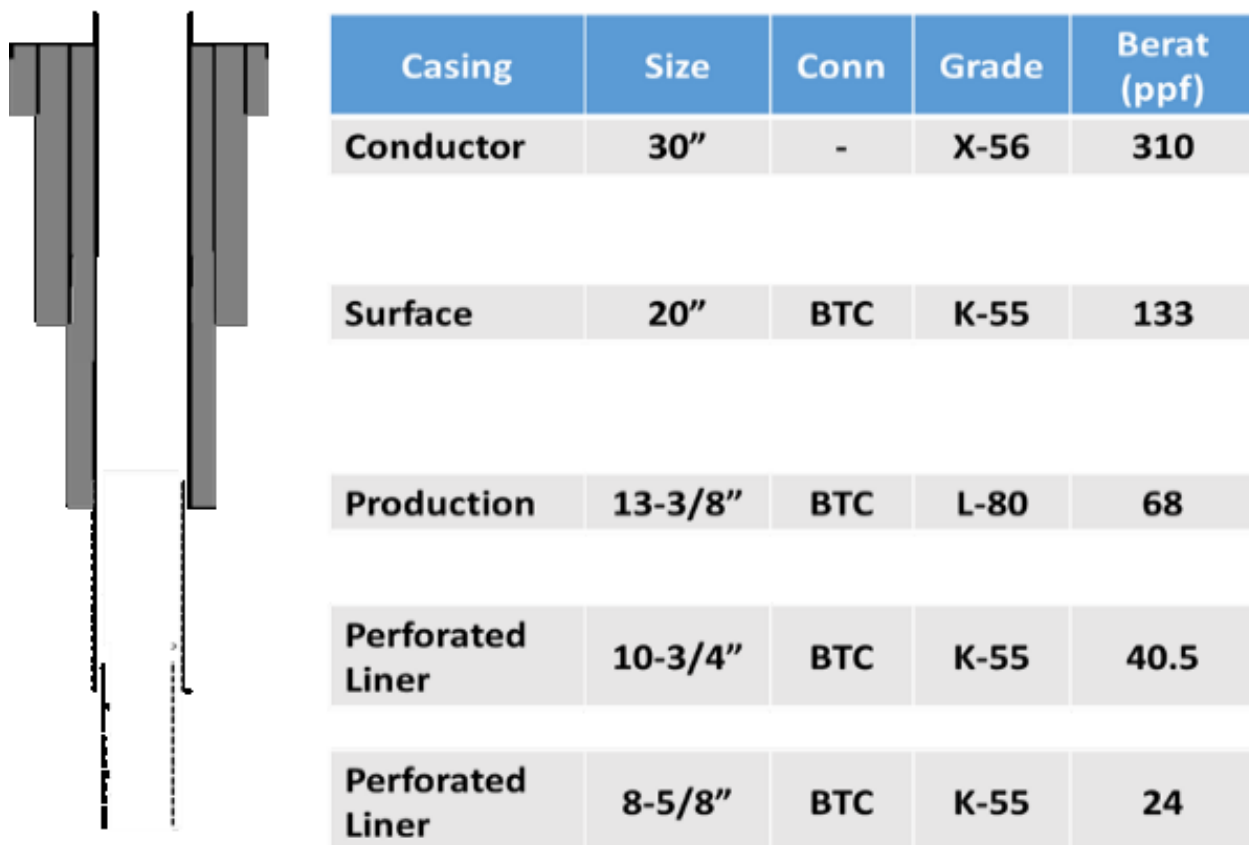 Casing Size Conn Grade Berat (ppf)
Conductor 30” - X-56 310
Surface 20” BTC K-55 133
Production 13-3/8” BTC L-80 68
Perforated Liner 10-3/4” BTC K-55 40.5
Perforated Liner 8-5/8” BTC K-55 24